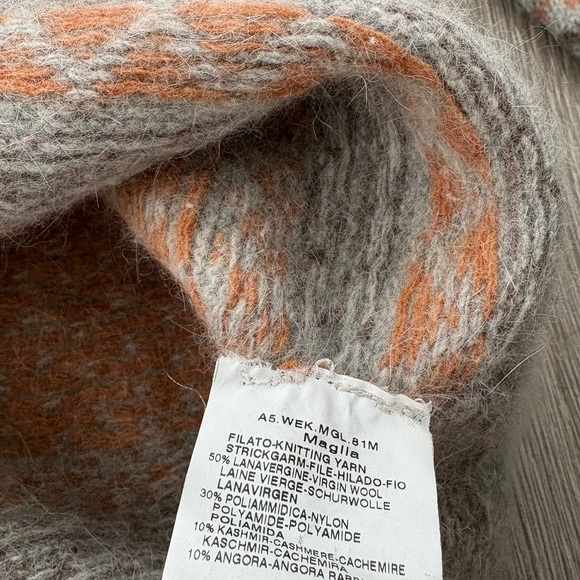 A5.WEK.MGL.81M
Maglia
FILATO-KNITTING YARN
STRICKGARM-FILE-HILADO-FIO
50% LANAVERGINE-VIRGIN WOOL
LAINE VIERGE-SCHURWOLLE
LANAVIRGEN
30% POLIAMMIDICA-NYLON
POLYAMIDE-POLYAMIDE
POLIAMIDA
10% KASHMIR-CASHMERE-CACHEMIRE
KASCHMIR-CACHEMIRA
10% ANGORA-ANGORA